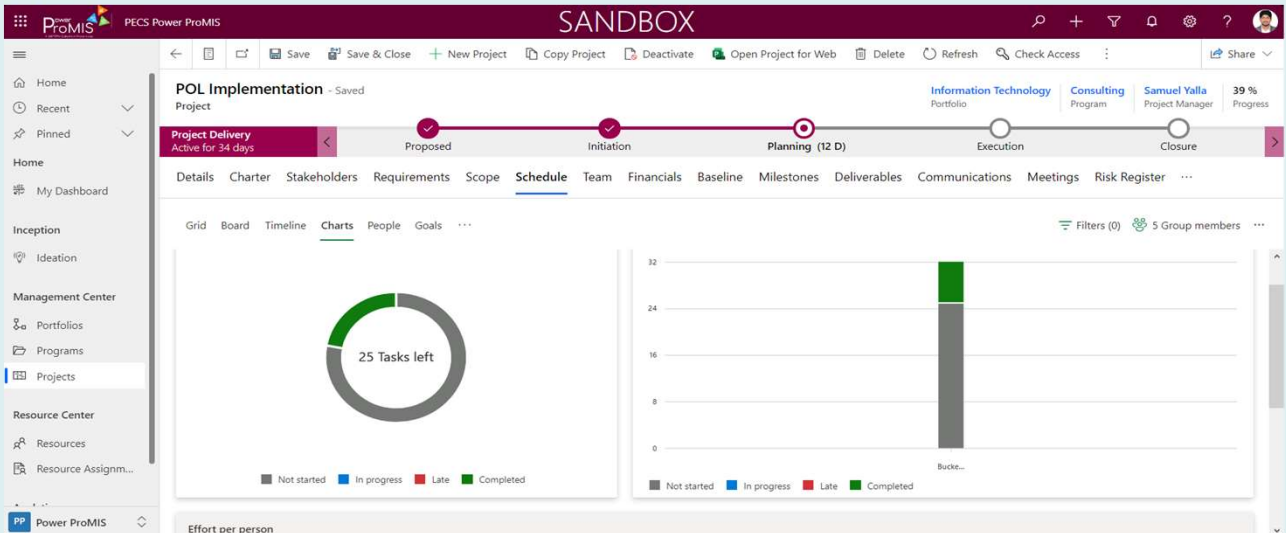 Power ProMIS PECS Power ProMIS SANDBOX
Save Save & Close New Project Copy Project Deactivate Open Project for Web Delete Refresh Check Access Share
Home
Recent
Pinned
Home
My Dashboard
Inception
Ideation
Management Center
Portfolios
Programs
Projects
Resource Center
Resources
Resource Assignm...
PP Power ProMIS
POL Implementation - Saved
Project
Information Technology Consulting Samuel Yalla 39 %
Portfolio Program Project Manager Progress
Project Delivery
Active for 34 days
Proposed Initiation Planning (12 D) Execution Closure
Details Charter Stakeholders Requirements Scope Schedule Team Financials Baseline Milestones Deliverables Communications Meetings Risk Register ...
Grid Board Timeline Charts People Goals ... Filters (0) 5 Group members ...
25 Tasks left
Not started In progress Late Completed
32
24
16
8
0
Bucke...
Not started In progress Late Completed
Effort per person